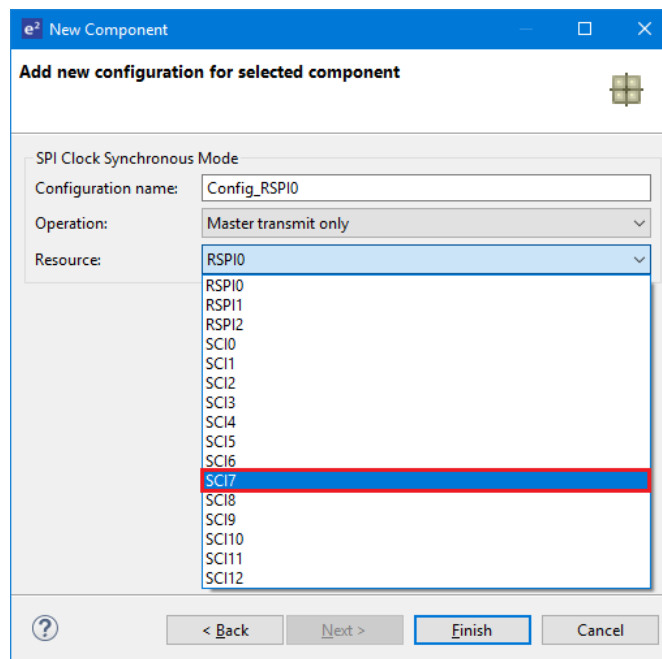 e² New Component
Add new configuration for selected component
SPI Clock Synchronous Mode
Configuration name: Config_RSPI0
Operation: Master transmit only
Resource: RSPI0
RSPI0
RSPI1
RSPI2
SCI0
SCI1
SCI2
SCI3
SCI4
SCI5
SCI6
SCI7
SCI8
SCI9
SCI10
SCI11
SCI12
? < Back Next > Finish Cancel